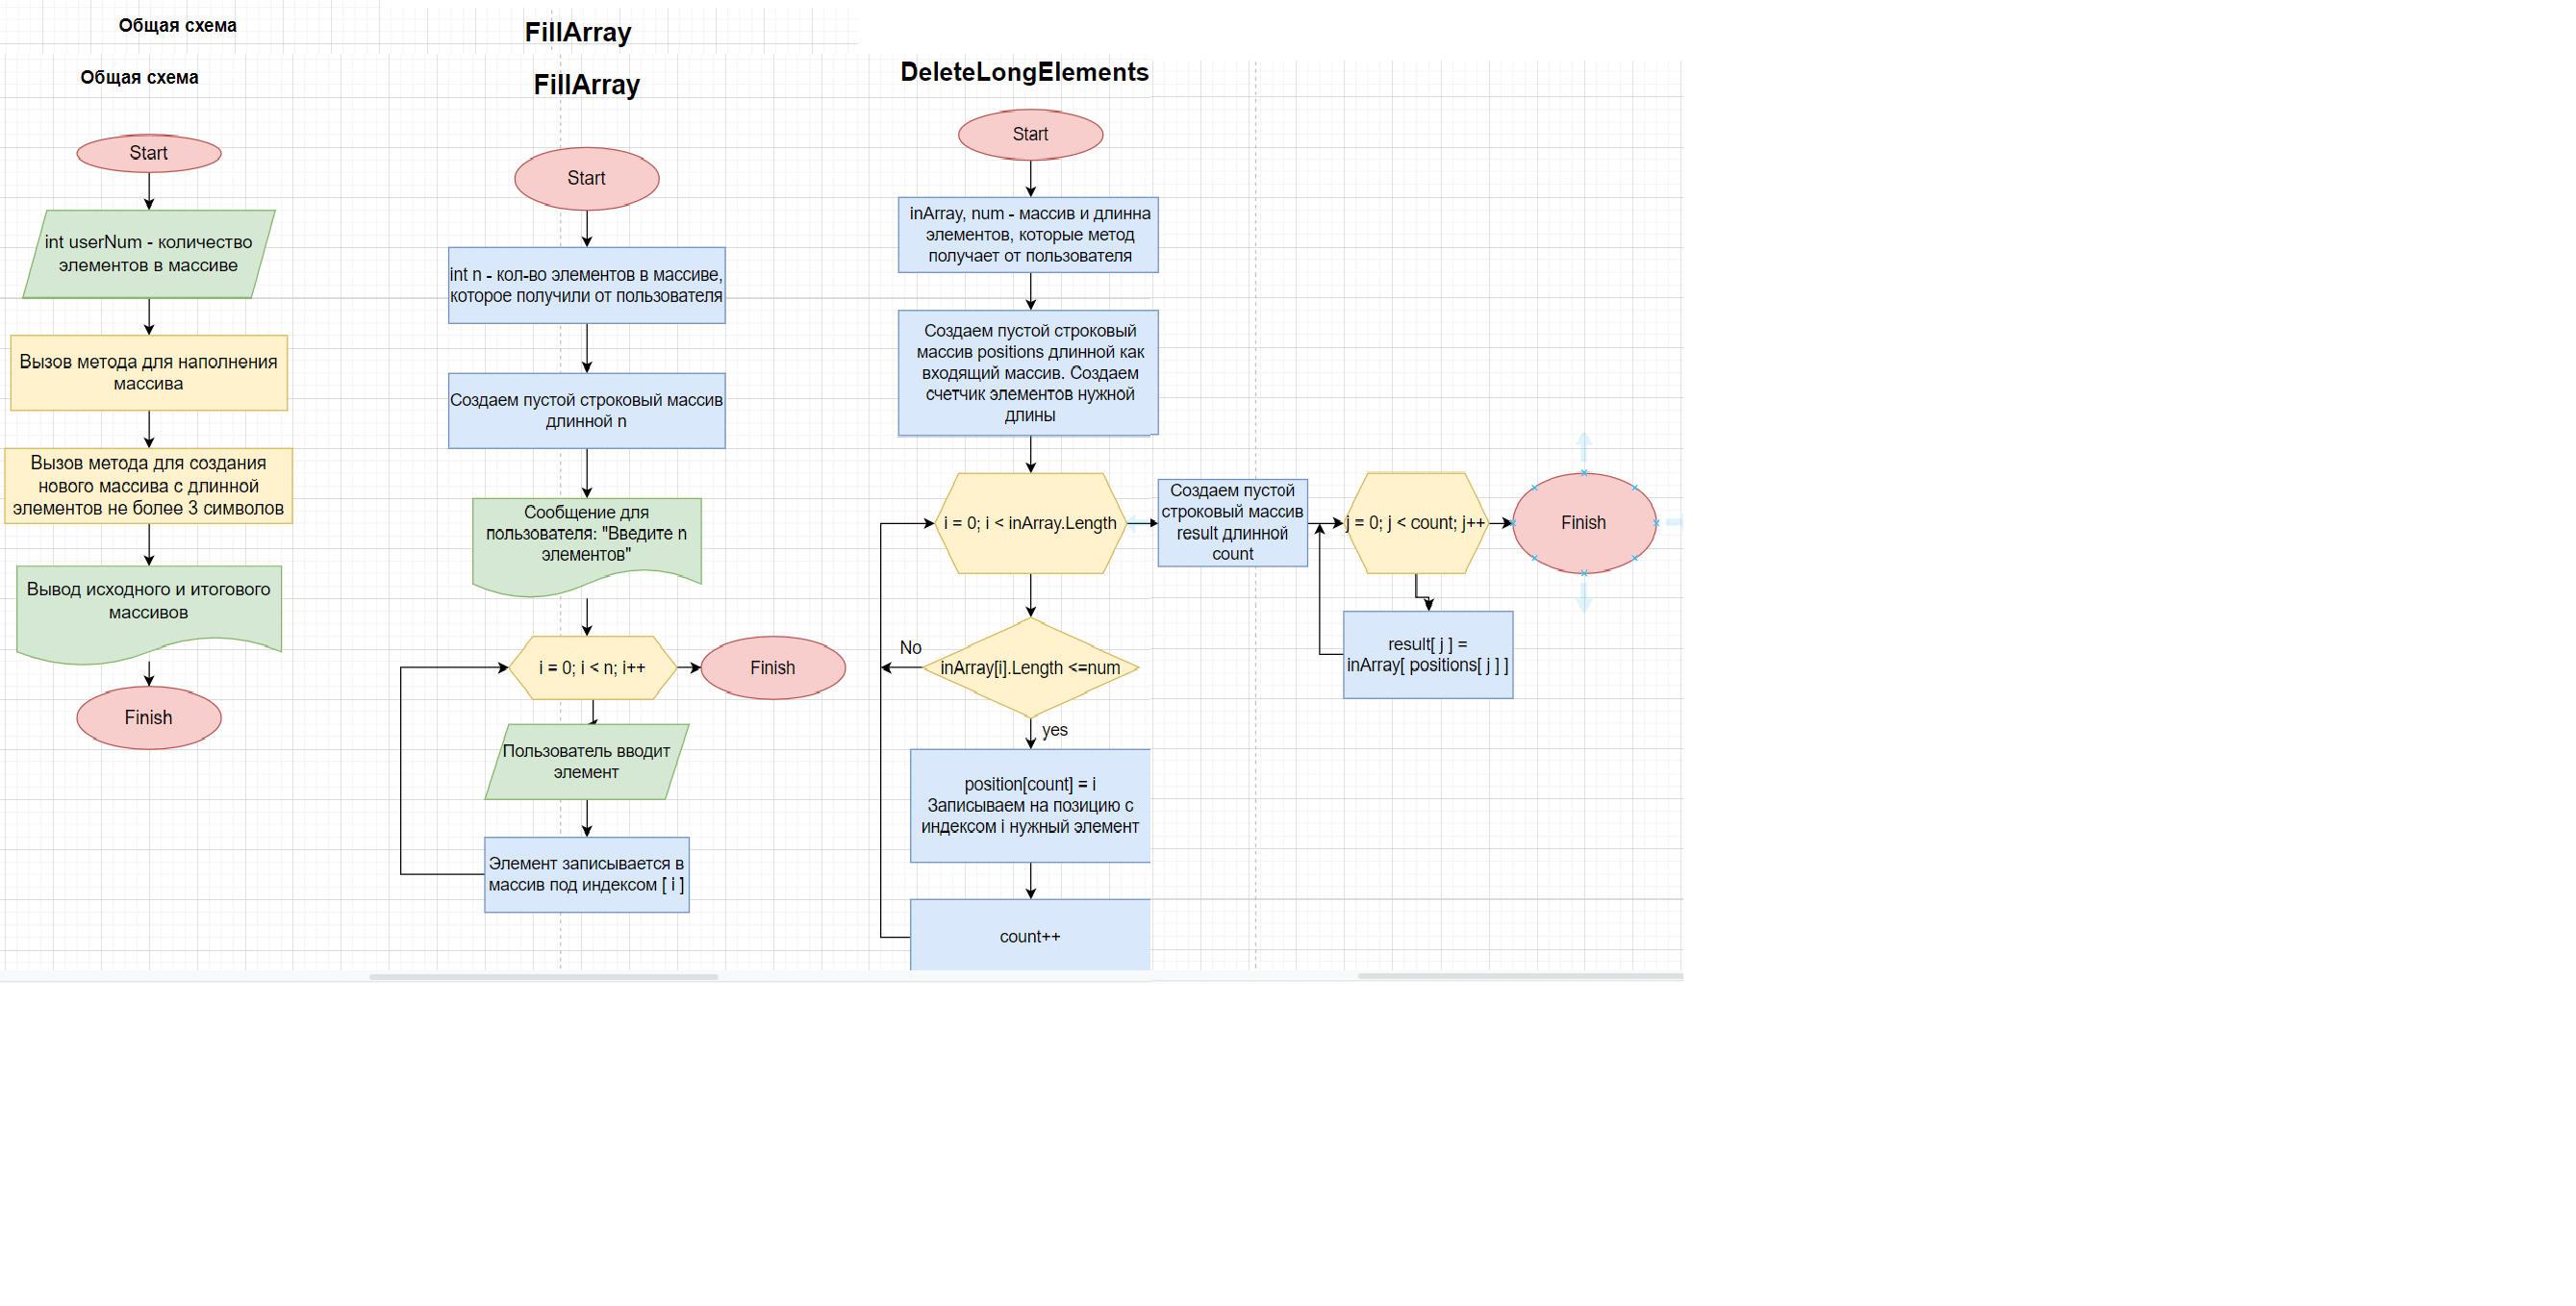 Общая схема
FillArray
Общая схема
FillArray
DeleteLongElements
Start
int userNum - количество
элементов в массиве
Вызов метода для наполнения
массива
Вызов метода для создания
нового массива с длинной
элементов не более 3 символов
Вывод исходного и итогового
массивов
Finish
Start
int n - кол-во элементов в массиве,
которое получили от пользователя
Создаем пустой строковый массив
длинной n
Сообщение для
пользователя: "Введите n
элементов"
i = 0; i < n; i++
Finish
Пользователь вводит
элемент
Элемент записывается в
массив под индексом [ i ]
Start
inArray, num - массив и длинна
элементов, которые метод
получает от пользователя
Создаем пустой строковый
массив positions длинной как
входящий массив. Создаем
счетчик элементов нужной
длины
i = 0; i < inArray.Length
No
inArray[i].Length <=num
yes
position[count] = i
Записываем на позицию с
индексом i нужный элемент
count++
Создаем пустой
строковый массив
result длинной
count
j = 0; j < count; j++
Finish
result[ j ] =
inArray[ positions[ j ] ]